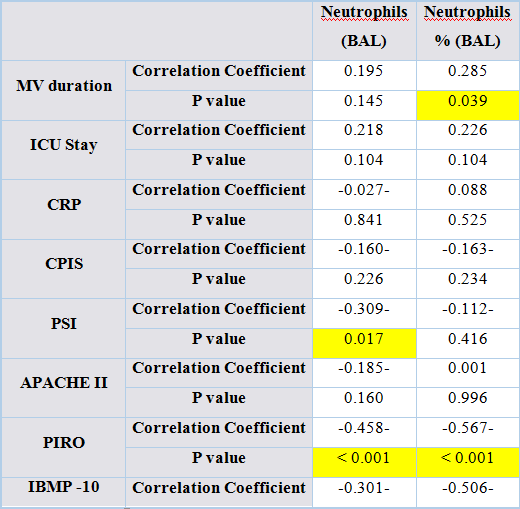 Neutrophils Neutrophils
(BAL) % (BAL)
MV duration Correlation Coefficient 0.195 0.285
P value 0.145 0.039
ICU Stay Correlation Coefficient 0.218 0.226
P value 0.104 0.104
CRP Correlation Coefficient -0.027- 0.088
P value 0.841 0.525
CPIS Correlation Coefficient -0.160- -0.163-
P value 0.226 0.234
PSI Correlation Coefficient -0.309- -0.112-
P value 0.017 0.416
APACHE II Correlation Coefficient -0.185- 0.001
P value 0.160 0.996
PIRO Correlation Coefficient -0.458- -0.567-
P value < 0.001 < 0.001
IBMP -10 Correlation Coefficient -0.301- -0.506-